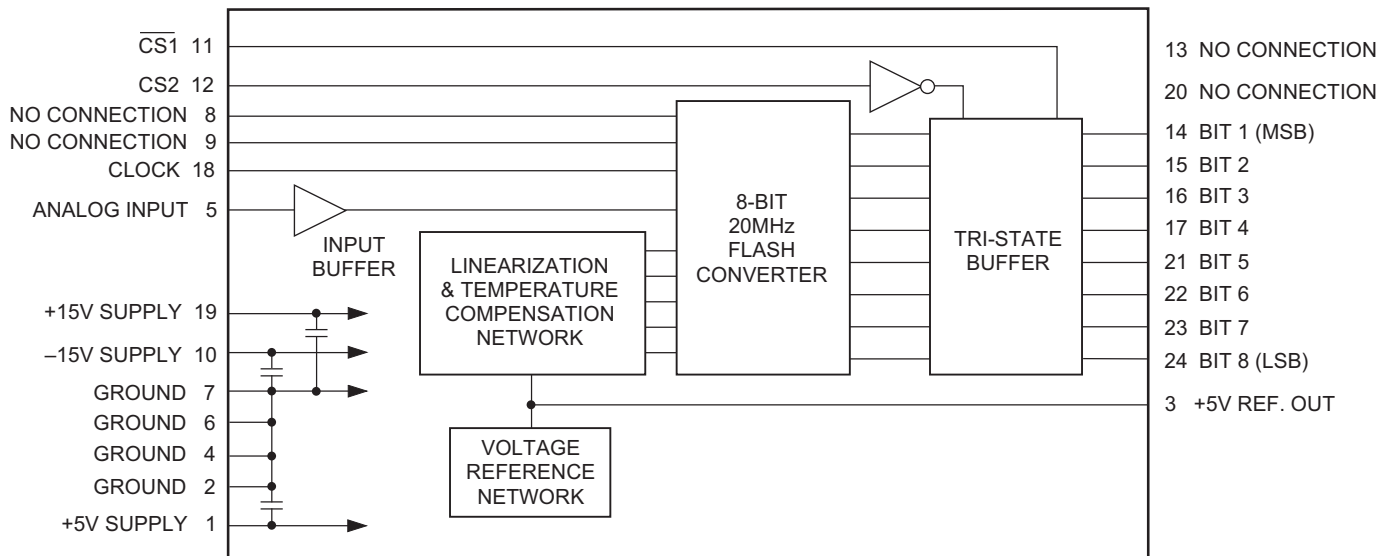 CS1 11
CS2 12
NO CONNECTION 8
NO CONNECTION 9
CLOCK 18
ANALOG INPUT 5
INPUT
BUFFER
+15V SUPPLY 19
–15V SUPPLY 10
GROUND 7
GROUND 6
GROUND 4
GROUND 2
+5V SUPPLY 1
LINEARIZATION
& TEMPERATURE
COMPENSATION
NETWORK
VOLTAGE
REFERENCE
NETWORK
8-BIT
20MHz
FLASH
CONVERTER
TRI-STATE
BUFFER
13 NO CONNECTION
20 NO CONNECTION
14 BIT 1 (MSB)
15 BIT 2
16 BIT 3
17 BIT 4
21 BIT 5
22 BIT 6
23 BIT 7
24 BIT 8 (LSB)
3 +5V REF. OUT